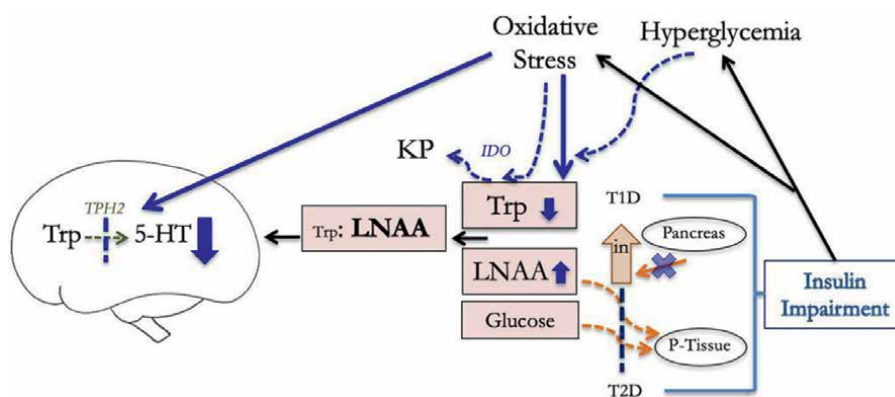 Oxidative
Stress
Hyperglycemia
KP
IDO
TPH2
Trp
5-HT
Trp: LNAA
Trp
LNAA
Glucose
T1D
in
Pancreas
P-Tissue
T2D
Insulin
Impairment